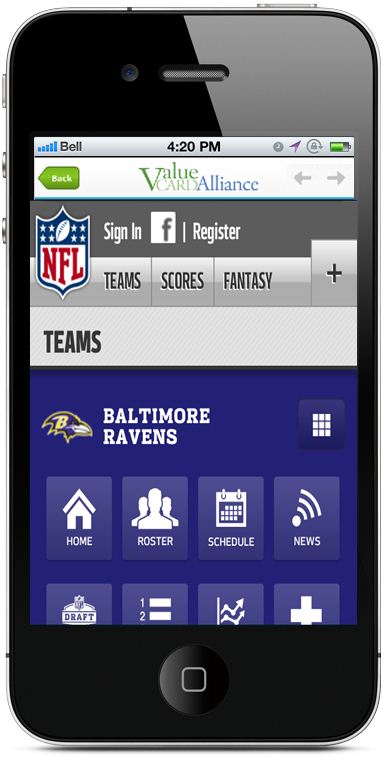 Bell 4:20 PM
Back
Value CARD Alliance
NFL
Sign In f | Register
TEAMS SCORES FANTASY +
TEAMS
B
BALTIMORE
RAVENS
HOME ROSTER SCHEDULE NEWS
DRAFT
1
2